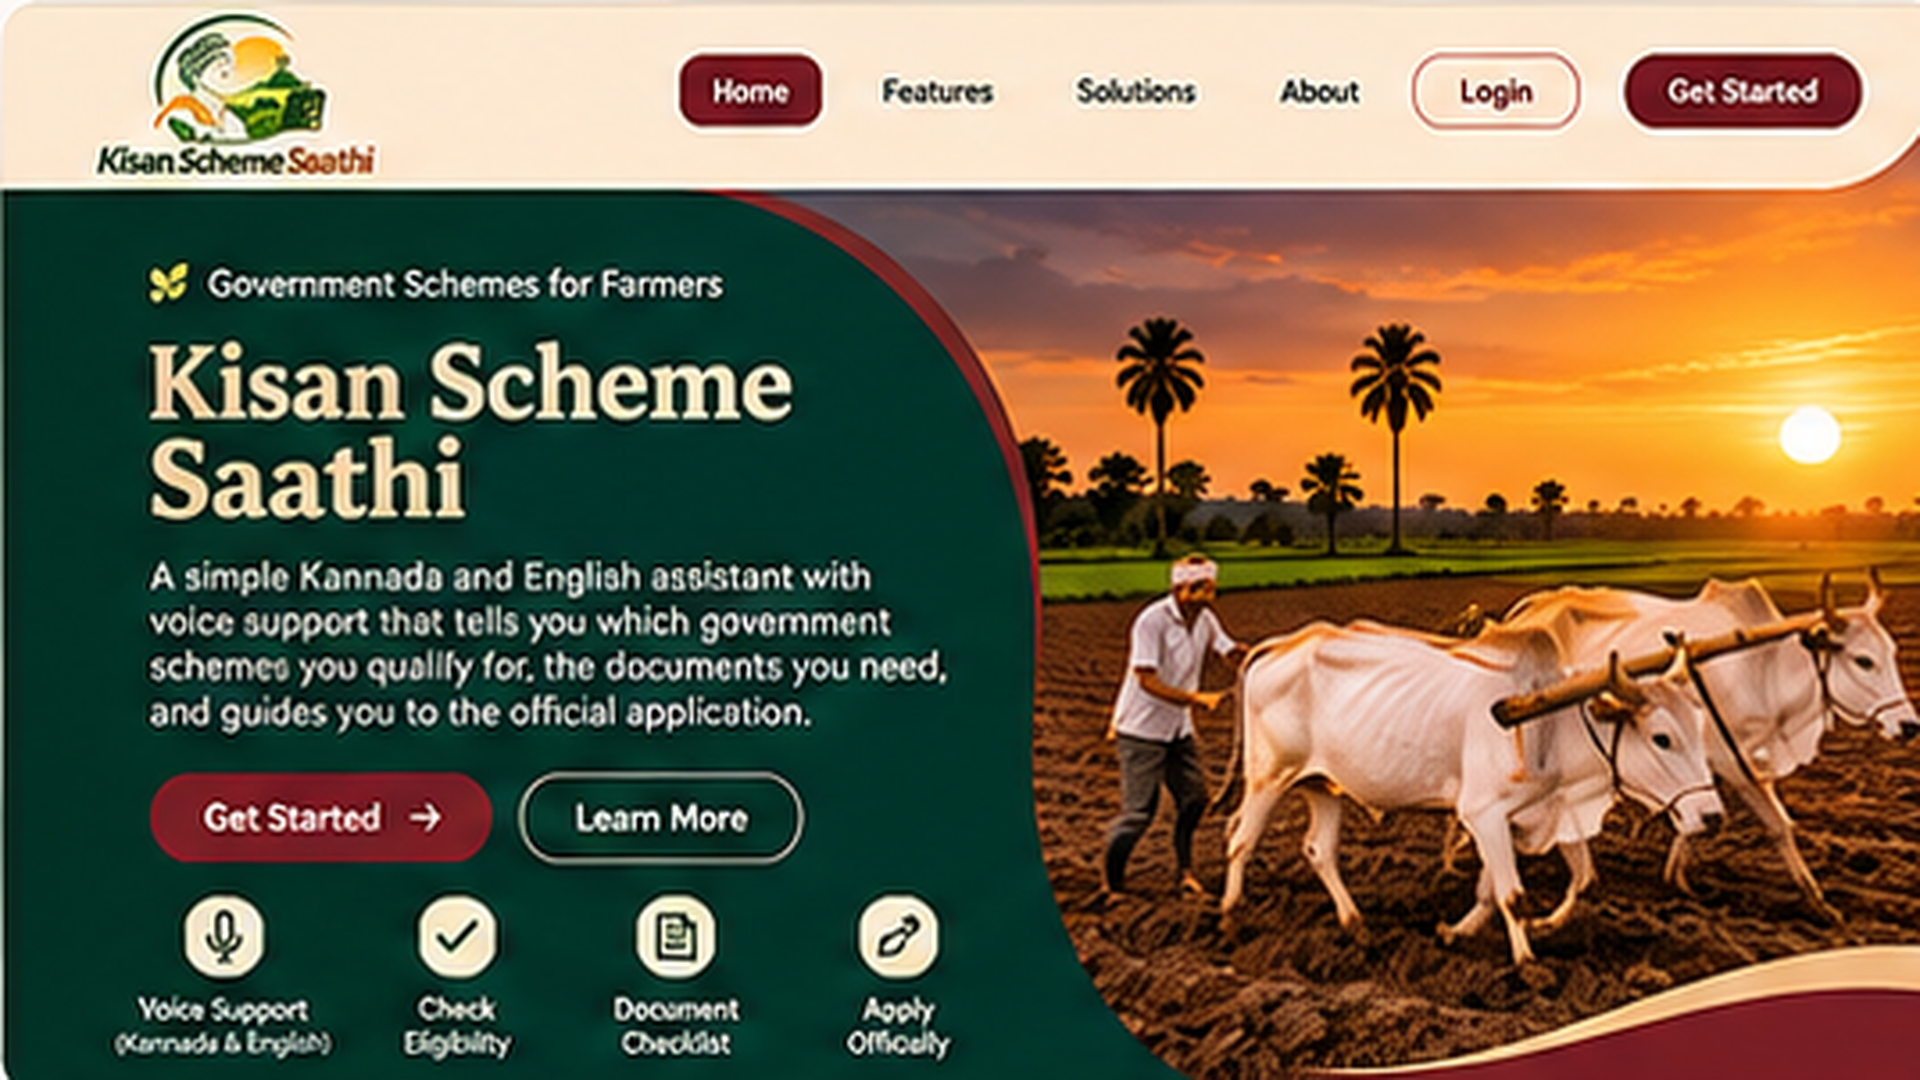 Kisan Scheme Saathi
Home
Features
Solutions
About
Login
Get Started
Government Schemes for Farmers
Kisan Scheme
Saathi
A simple Kannada and English assistant with
voice support that tells you which government
schemes you qualify for, the documents you need,
and guides you to the official application.
Get Started →
Learn More
Voice Support
(Kannada & English)
Check
Eligibility
Document
Checklist
Apply
Officially